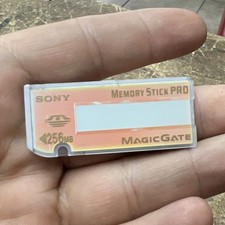 SONY MEMORY STICK PRO
256MB MAGICGATE